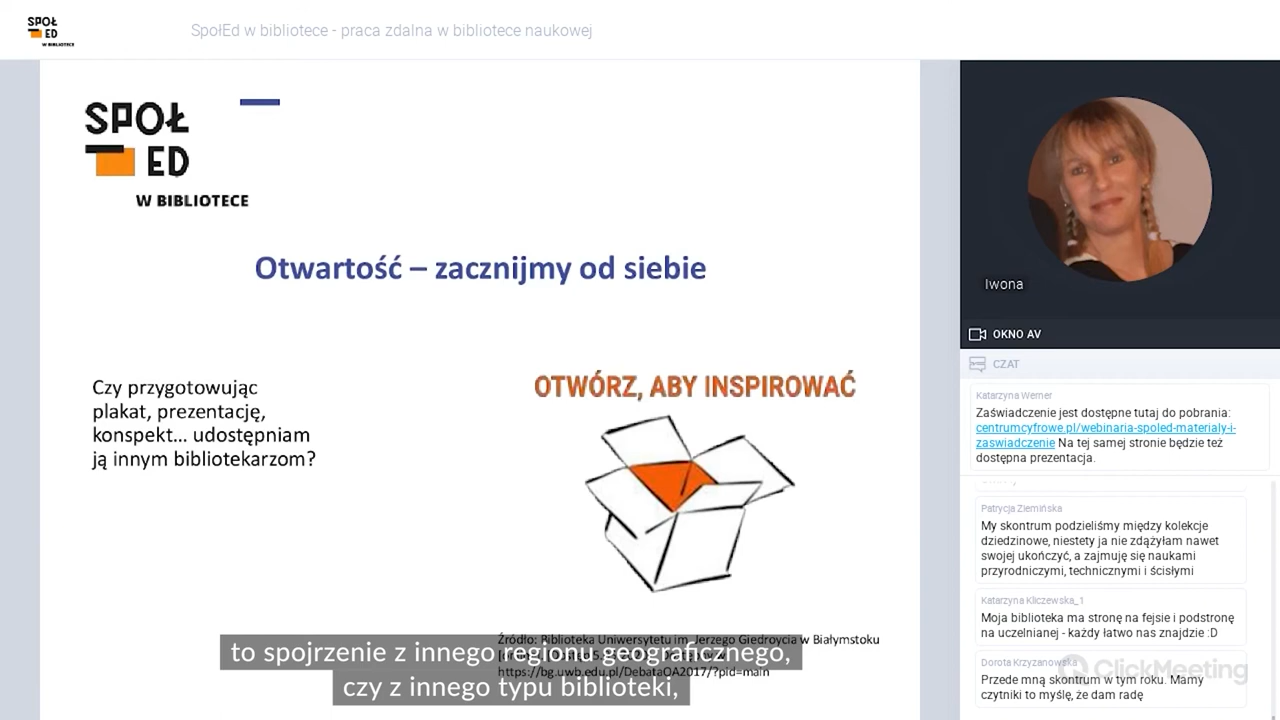 SPOŁ
ED
W BIBLIOTECE
SpołEd w bibliotece - praca zdalna w bibliotece naukowej
SPOŁ
ED
W BIBLIOTECE
Otwartość – zacznijmy od siebie
Czy przygotowując
plakat, prezentację,
konspekt... udostępniam
ją innym bibliotekarzom?
OTWÓRZ, ABY INSPIROWAĆ
Źródło: Biblioteka Uniwersytetu im. Jerzego Giedroycia w Białymstoku
https://bg.uwb.edu.pl/DebataOA2017/?pid=main
to spojrzenie z innego regionu geograficznego,
czy z innego typu biblioteki,
Iwona
OKNO AV
CZAT
Katarzyna Werner
Zaświadczenie jest dostępne tutaj do pobrania:
centrumcyfrowe.pl/webinaria-spoled-materialy-i-
zaswiadczenie Na tej samej stronie będzie też
dostępna prezentacja.
Patrycja Ziemińska
My skontrum podzieliśmy między kolekcje
dziedzinowe, niestety ja nie zdążyłam nawet
swojej ukończyć, a zajmuję się naukami
przyrodniczymi, technicznymi i ścisłymi
Katarzyna Kliczewska_1
Moja biblioteka ma stronę na fejsie i podstronę
na uczelnianej - każdy łatwo nas znajdzie :D
Dorota Krzyzanowska
Przede mną skontrum w tym roku. Mamy
czytniki to myślę, że dam radę
ClickMeeting